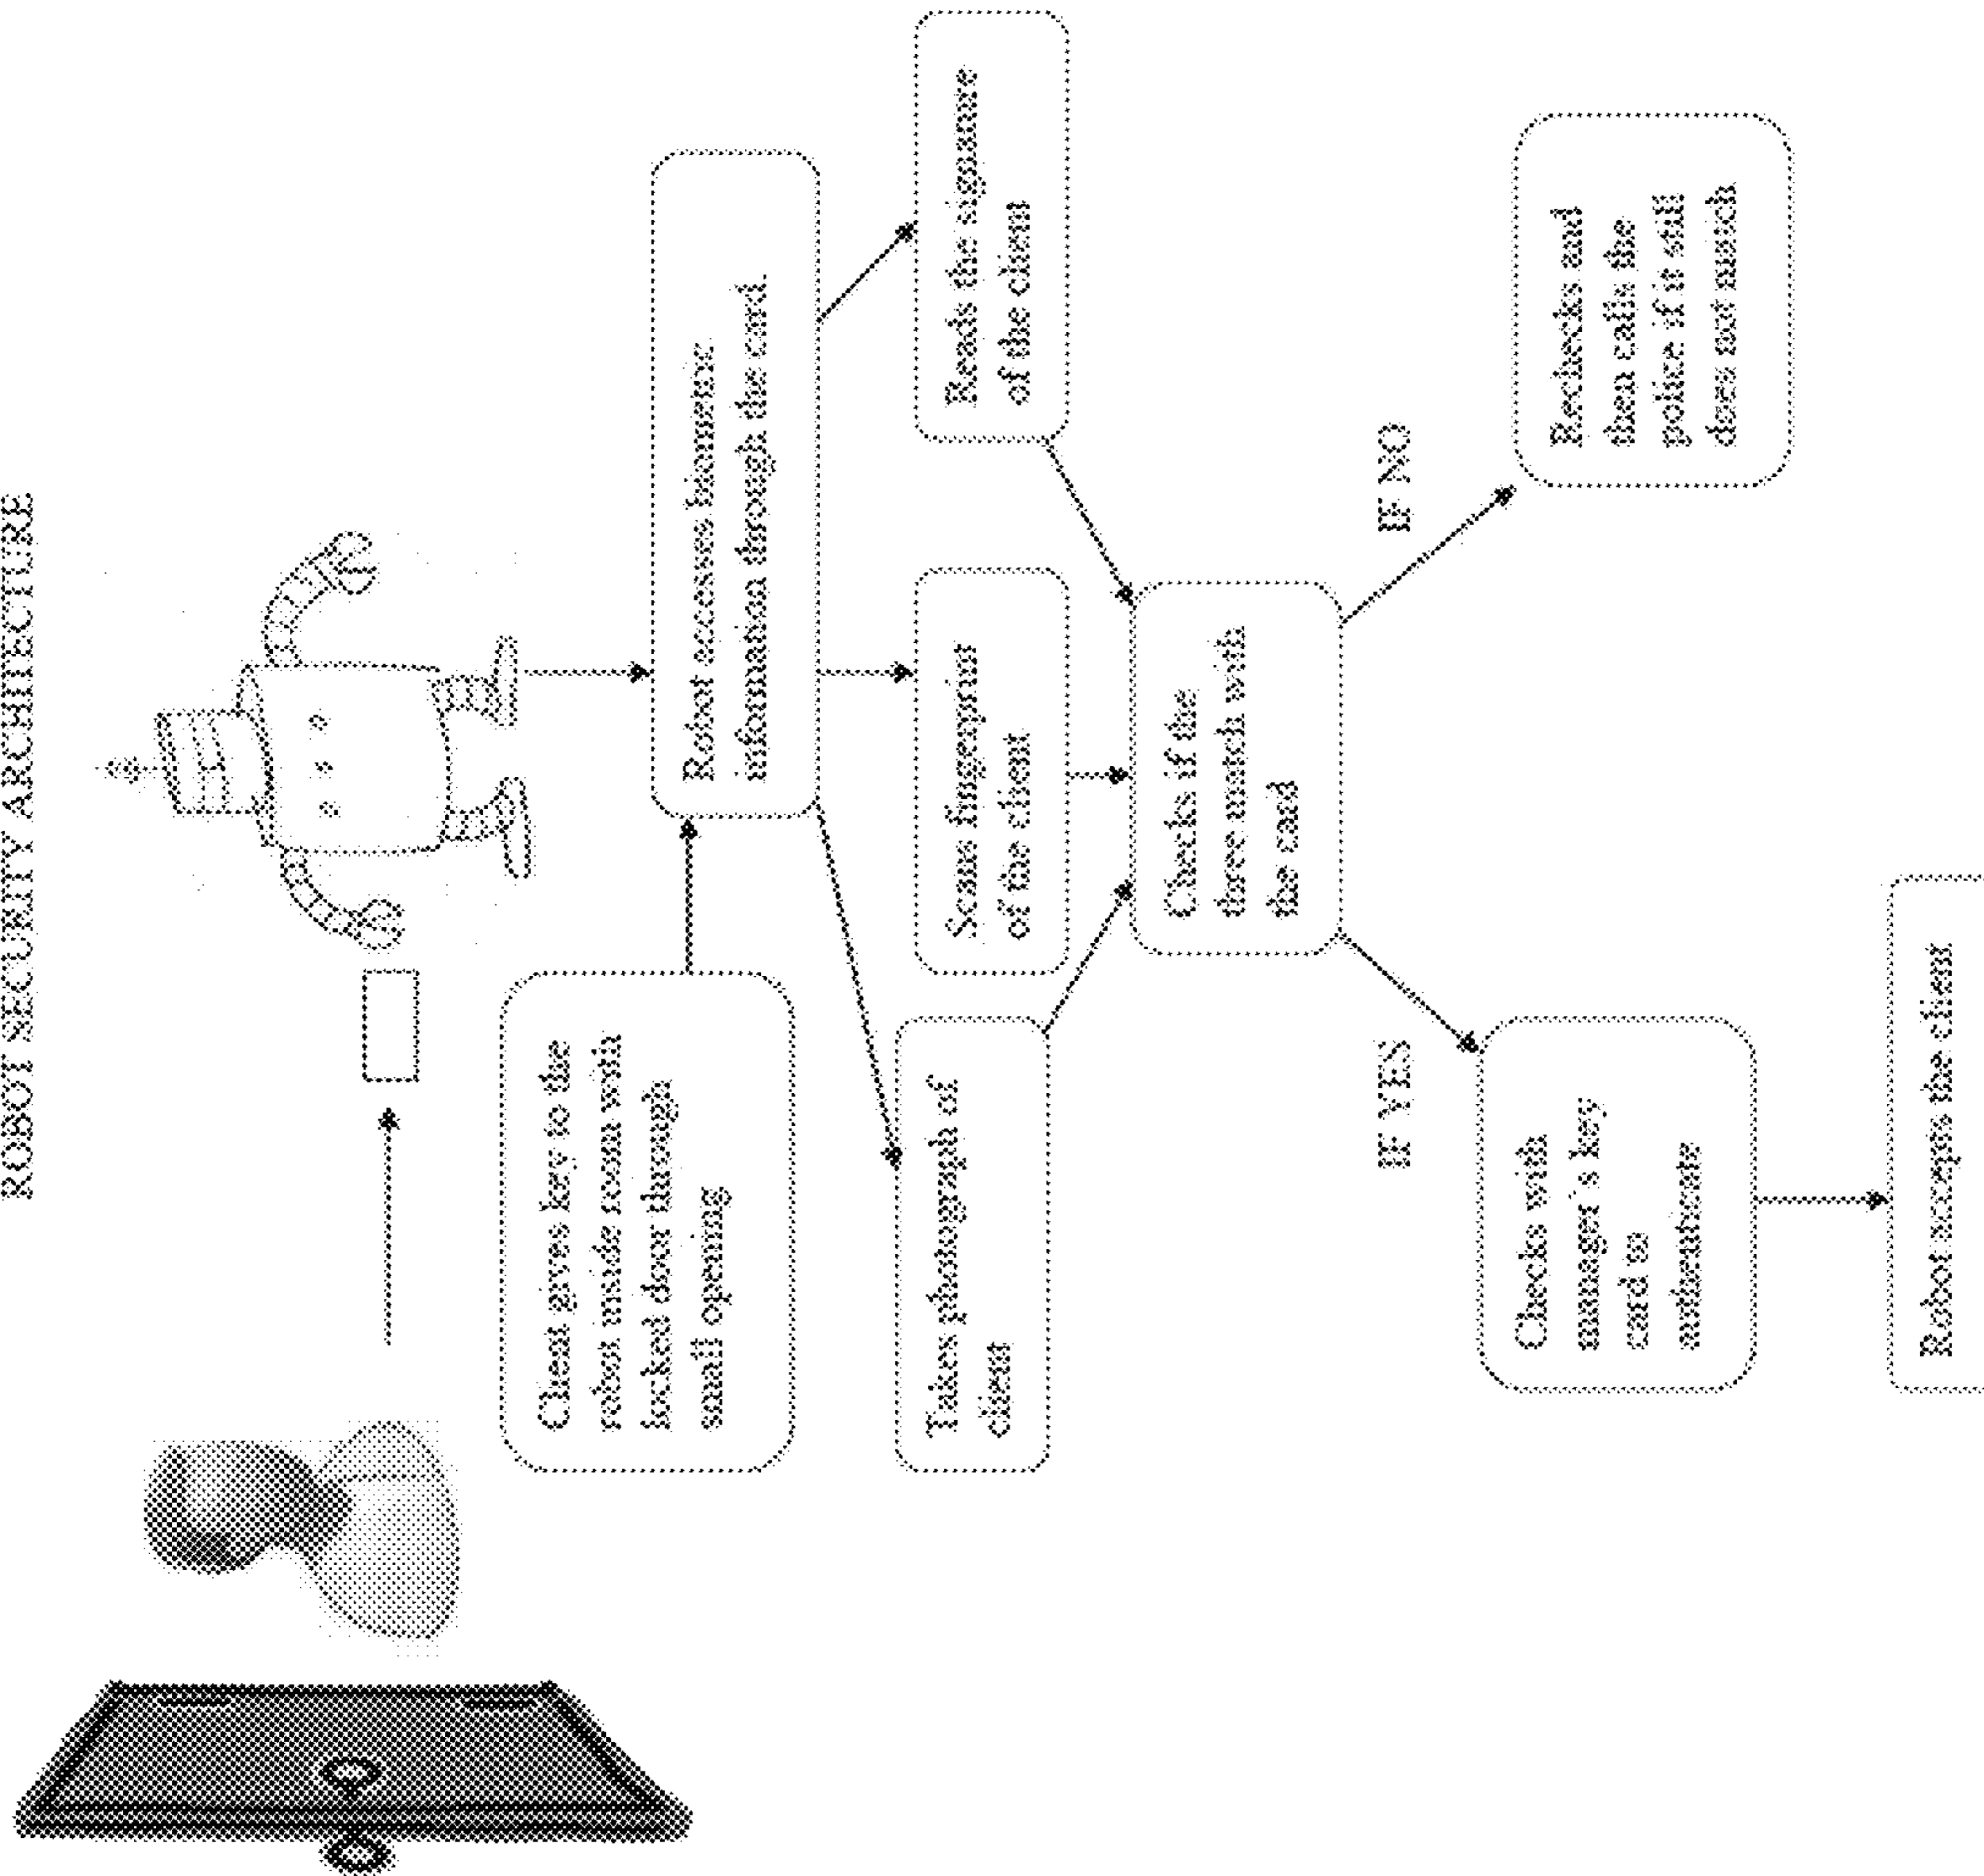 ROBOT SECURITY ARCHITECTURE
Client gives key to the
robot inside room with
locked door through
small opening
Robot accesses biometric
information through the card.
Takes photograph of
client
Scans fingerprint
of the client
Reads the signature
of the client
Checks if the
three match with
the card
IF YES
IF NO
Checks with
manager's key
card to
authenticate
Rechecks and
then calls the
police if it still
does not match
Robot accepts the client